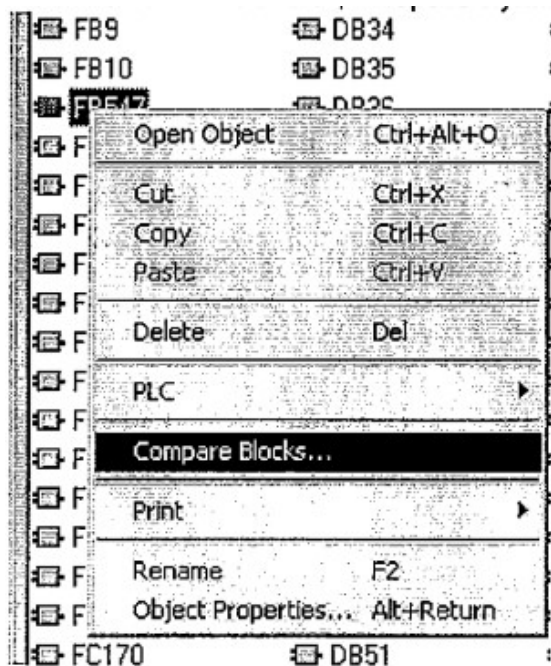 FB9 DB34
FB10 DB35
Open Object Ctrl+Alt+O
F
F
Cut Ctrl+X
F
Copy Ctrl+C
F
Paste Ctrl+V
F
F
Delete Del
F
F
PLC
F
F
Compare Blocks...
F
Print
F
Rename F2
F
Object Properties... Alt+Return
FC170 DB51